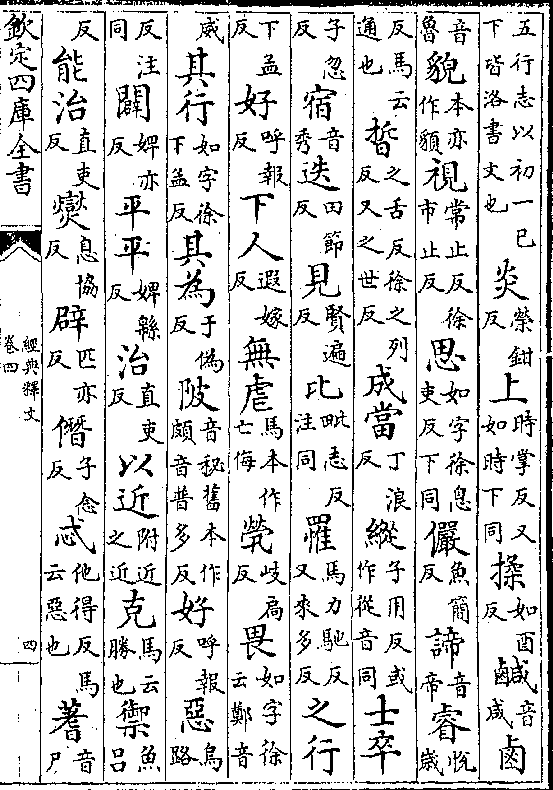 五行志以初一已下皆洛書文也炎榮鉗反上時掌反又如時下同揉如酉反鹹音咸鹵
音魯貌本亦作䫉視常止反徐市止反思如字徐息吏反下同儼魚簡反諦音帝睿悅歲
反馬云通也晢之舌反徐之列反又之世反成當丁浪反縱子用反或作從音同士卒
子忽反宿音秀迭田節反見賢遍反比毗志反注同罹馬力馳反又來多反之行
下孟反好呼報反下人遐嫁反無虐馬本作亡侮煢岐扃反畏如字徐云鄭音
威其行如字徐下孟反其為于偽反陂音秘舊本作頗音普多反好呼報反惡烏路
反注同闢婢亦反平平婢緜反治直吏反以近附近之近克馬云勝也禦魚呂
反能治直吏反燮息協反辟匹亦反僭子念反忒他得反馬云惡也蓍音尸
欽定四庫全書
經典釋文
卷四
四